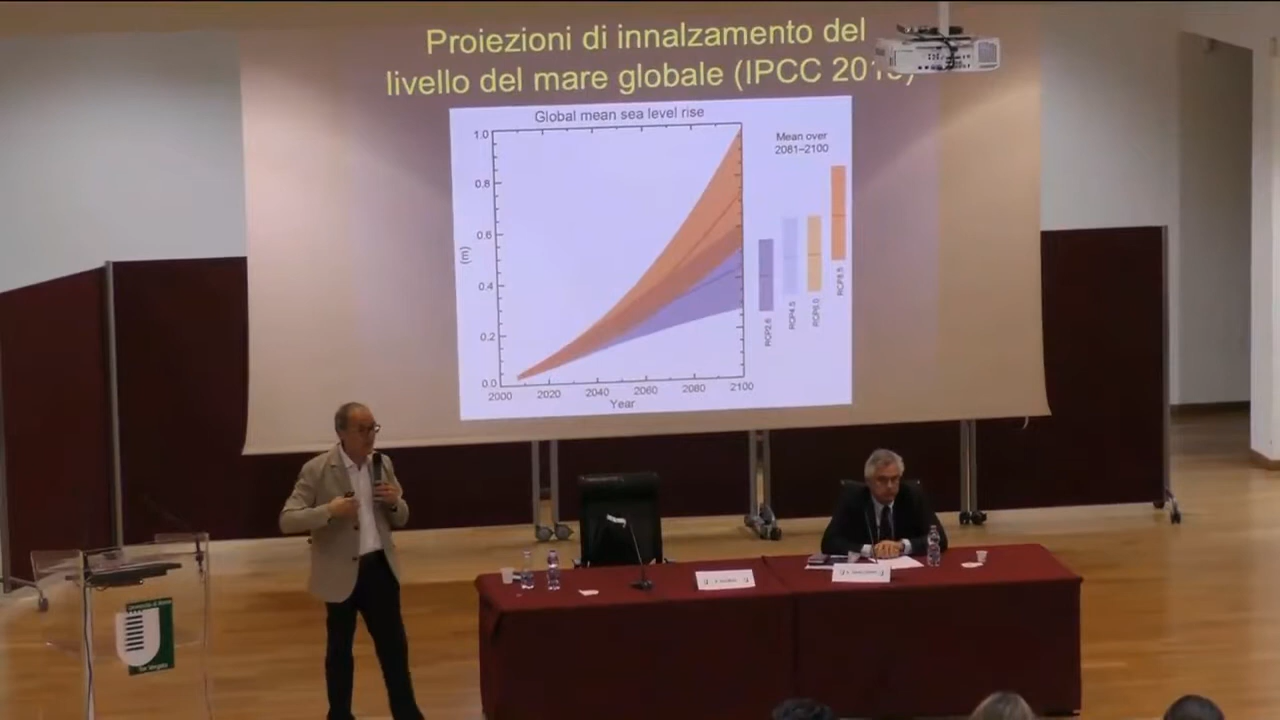 Proiezioni di innalzamento del
livello del mare globale (IPCC
Global mean sea level rise
Mean over
2081–2100
1.0
0.8
0.6
0.4
0.2
0.0
(m)
2000 2020 2040 2060 2080 2100
Year
RCP2.6
RCP4.5
RCP6.0
RCP8.5